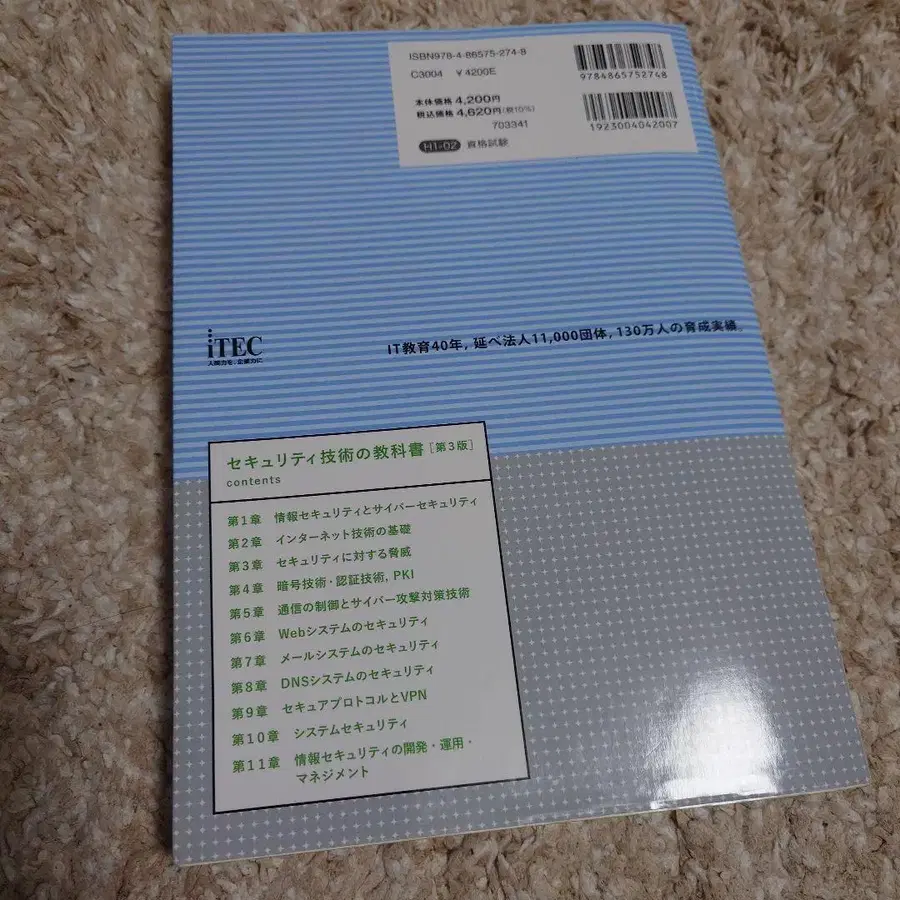 ISBN978-4-86575-274-8
C3004 ¥4200E
本体価格4,200円
税込価格4,620円(税10%)
703341
H1-02 資格試験
9784865752748
1923004042007
iTEC
人間力を、企業力に
IT教育40年,延べ法人11,000団体,130万人の育成実績。
セキュリティ技術の教科書[第3版]
contents
第1章 情報セキュリティとサイバーセキュリティ
第2章 インターネット技術の基礎
第3章 セキュリティに対する脅威
第4章 暗号技術・認証技術,PKI
第5章 通信の制御とサイバー攻撃対策技術
第6章 Webシステムのセキュリティ
第7章 メールシステムのセキュリティ
第8章 DNSシステムのセキュリティ
第9章 セキュアプロトコルとVPN
第10章 システムセキュリティ
第11章 情報セキュリティの開発・運用・
マネジメント